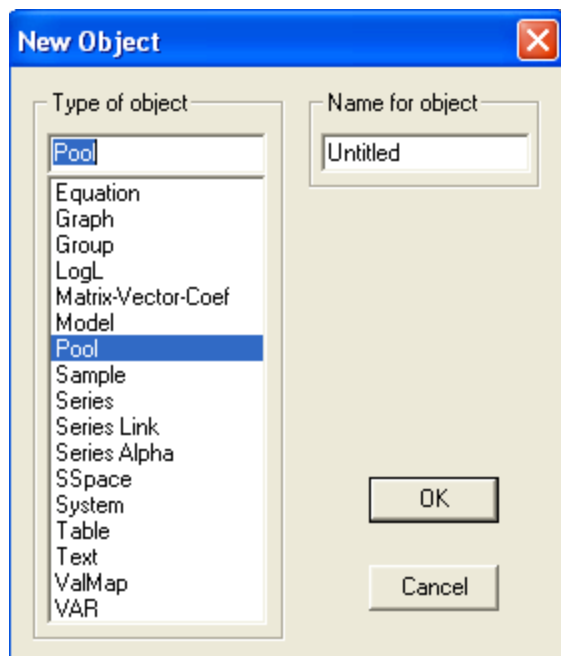 New Object
Type of object
Pool
Equation
Graph
Group
LogL
Matrix-Vector-Coef
Model
Pool
Sample
Series
Series Link
Series Alpha
SSpace
System
Table
Text
ValMap
VAR
Name for object
Untitled
OK
Cancel